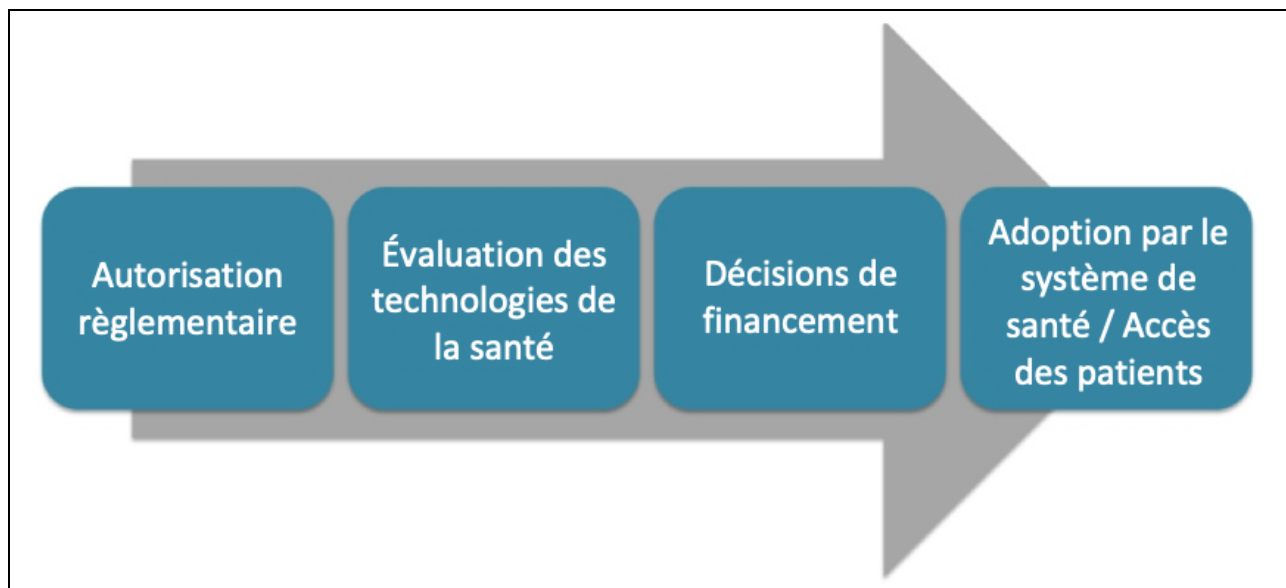 Autorisation
règlementaire
Évaluation des
technologies de
la santé
Décisions de
financement
Adoption par le
système de
santé / Accès
des patients